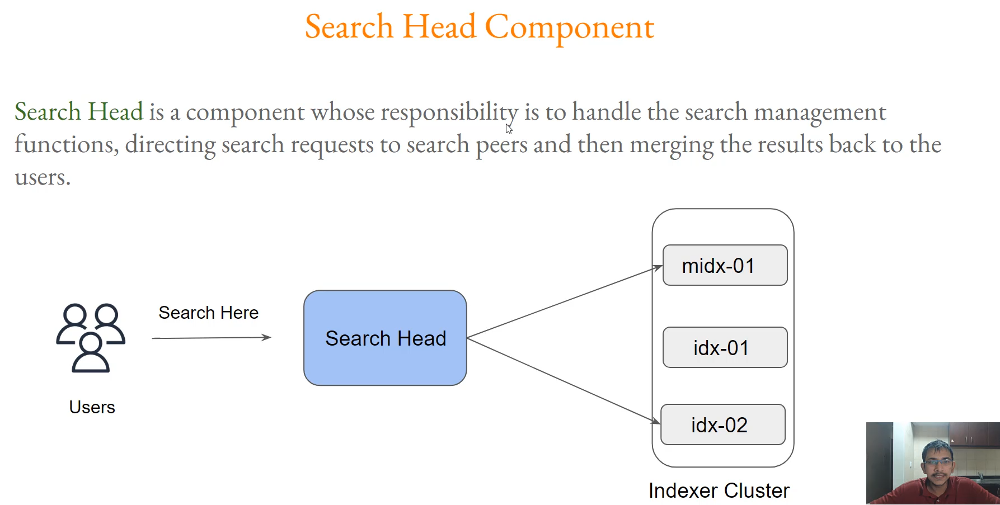 Search Head Component
Search Head is a component whose responsibility is to handle the search management
functions, directing search requests to search peers and then merging the results back to the
users.
midx-01
Search Here
Search Head
idx-01
Users
idx-02
Indexer Cluster